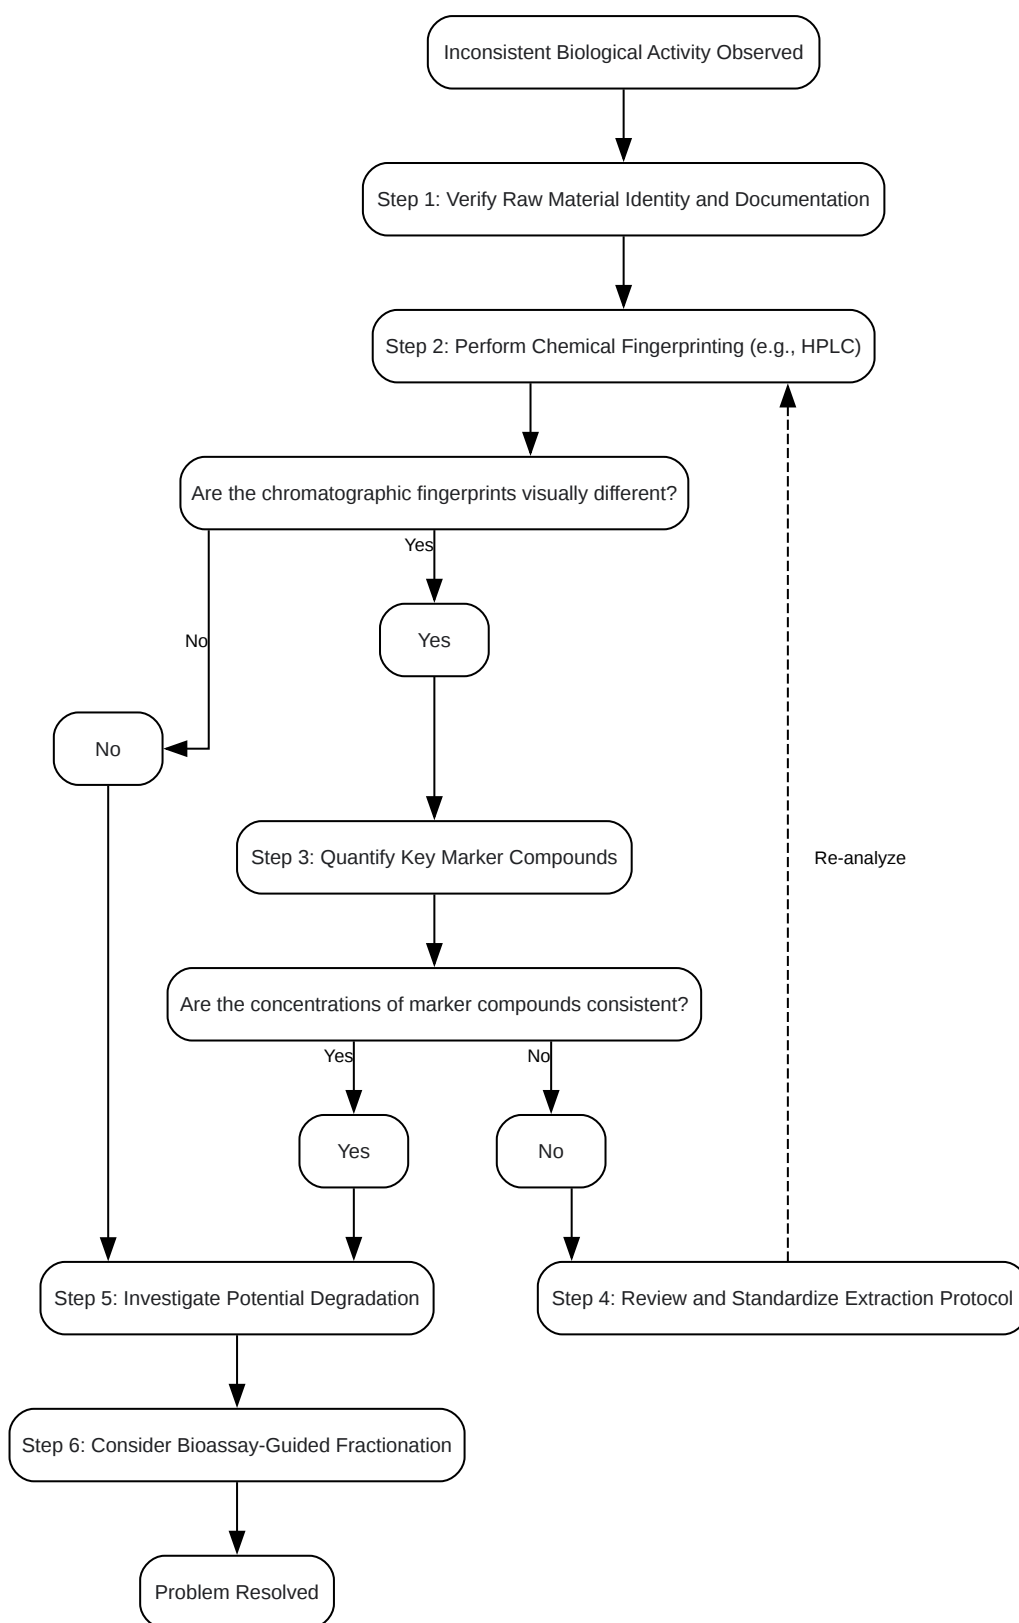 Inconsistent Biological Activity Observed
Step 1: Verify Raw Material Identity and Documentation
Step 2: Perform Chemical Fingerprinting (e.g., HPLC)
Are the chromatographic fingerprints visually different?
Yes
Yes
No
No
Step 3: Quantify Key Marker Compounds
Re-analyze
Are the concentrations of marker compounds consistent?
Yes
No
Yes
No
Step 5: Investigate Potential Degradation
Step 4: Review and Standardize Extraction Protocol
Step 6: Consider Bioassay-Guided Fractionation
Problem Resolved